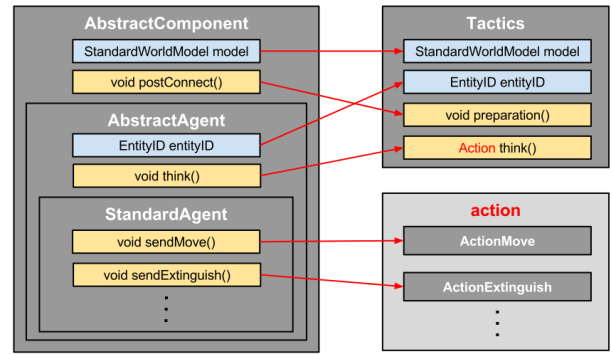 AbstractComponent
StandardWorldModel model
void postConnect()
AbstractAgent
EntityID entityID
void think()
StandardAgent
void sendMove()
void sendExtinguish()
Tactics
StandardWorldModel model
EntityID entityID
void preparation()
Action think()
action
ActionMove
ActionExtinguish